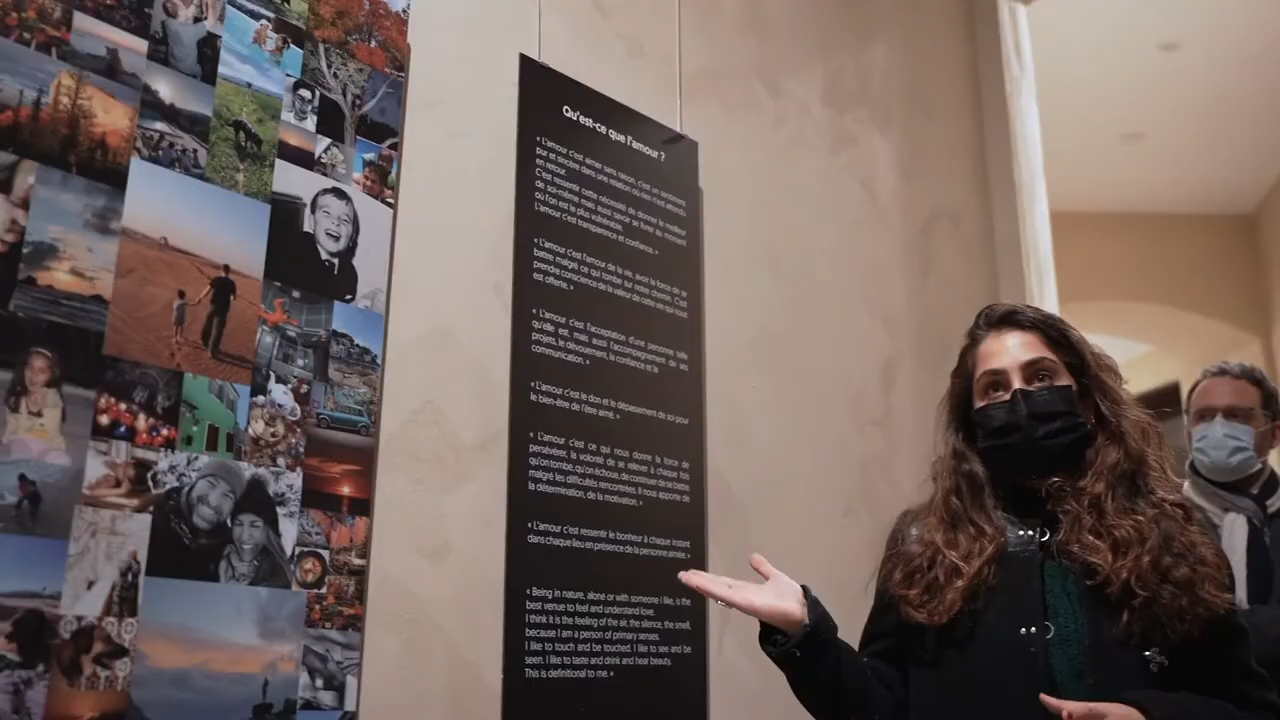 Qu'est-ce que l'amour ?
« L'amour c'est aimer sans raison, c'est un sentiment
pur et sincère dans une relation où rien n'est attendu
en retour.
C'est ressentir cette nécessité de donner le meilleur
de soi-même mais aussi savoir se livrer au moment
où l'on est le plus vulnérable.
L'amour c'est transparence et confiance. »
« L'amour c'est l'amour de la vie, avoir la force de se
battre malgré ce qui tombe sur notre chemin. C'est
prendre conscience de la valeur de cette vie qui nous
est offerte. »
« L'amour c'est l'acceptation d'une personne telle
qu'elle est, mais aussi l'accompagnement de ses
projets, le dévouement, la confiance et la
communication. »
« L'amour c'est le don et le dépassement de soi pour
le bien-être de l'être aimé. »
« L'amour c'est ce qui nous donne la force de
persévérer, la volonté de se relever à chaque fois
qu'on tombe, qu'on échoue, de continuer de se battre
malgré les difficultés rencontrées. Il nous apporte de
la détermination, de la motivation. »
« L'amour c'est ressentir le bonheur à chaque instant
dans chaque lieu en présence de la personne aimée. »
« Being in nature, alone or with someone I like, is the
best venue to feel and understand love.
I think it is the feeling of the air, the silence, the smell,
because I am a person of primary senses.
I like to touch and be touched. I like to see and be
seen. I like to taste and drink and hear beauty.
This is definitional to me. »